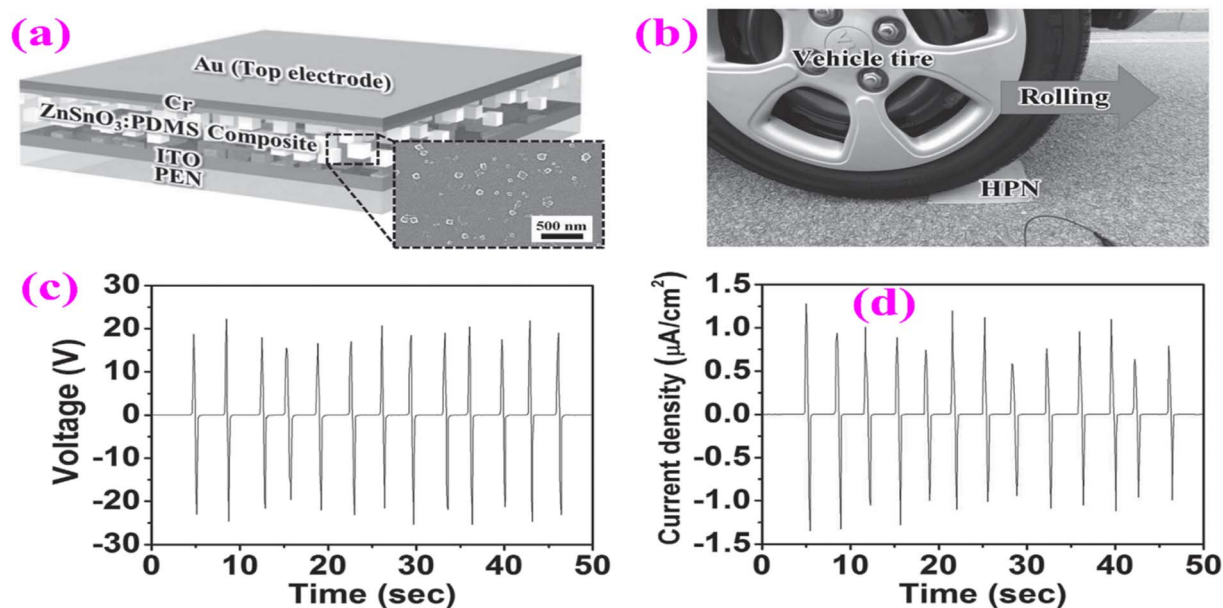 (a)
Au (Top electrode)
Cr
ZnSnO₃:PDMS Composite
ITO
PEN
500 nm
(b)
Vehicle tire
Rolling
HPN
(c)
Voltage (V)
30
20
10
0
-10
-20
-30
0 10 20 30 40 50
Time (sec)
(d)
Current density (μA/cm²)
1.5
1.0
0.5
0.0
-0.5
-1.0
-1.5
0 10 20 30 40 50
Time (sec)